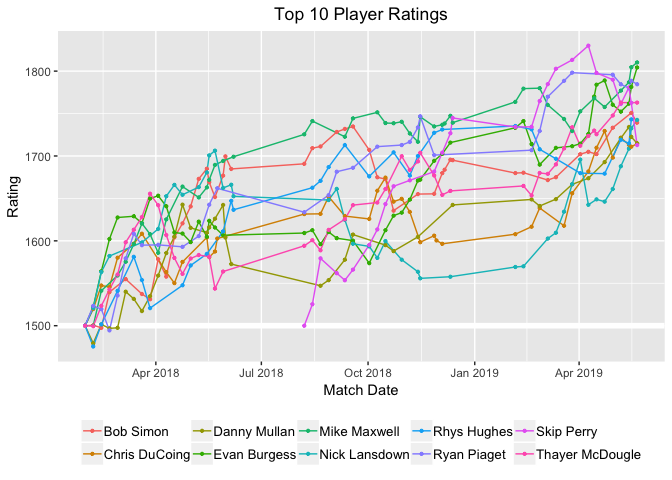 Top 10 Player Ratings
Rating
1800
1700
1600
1500
Apr 2018 Jul 2018 Oct 2018 Jan 2019 Apr 2019
Match Date
Bob Simon Danny Mullan Mike Maxwell Rhys Hughes Skip Perry
Chris DuCoing Evan Burgess Nick Lansdown Ryan Piaget Thayer McDougle